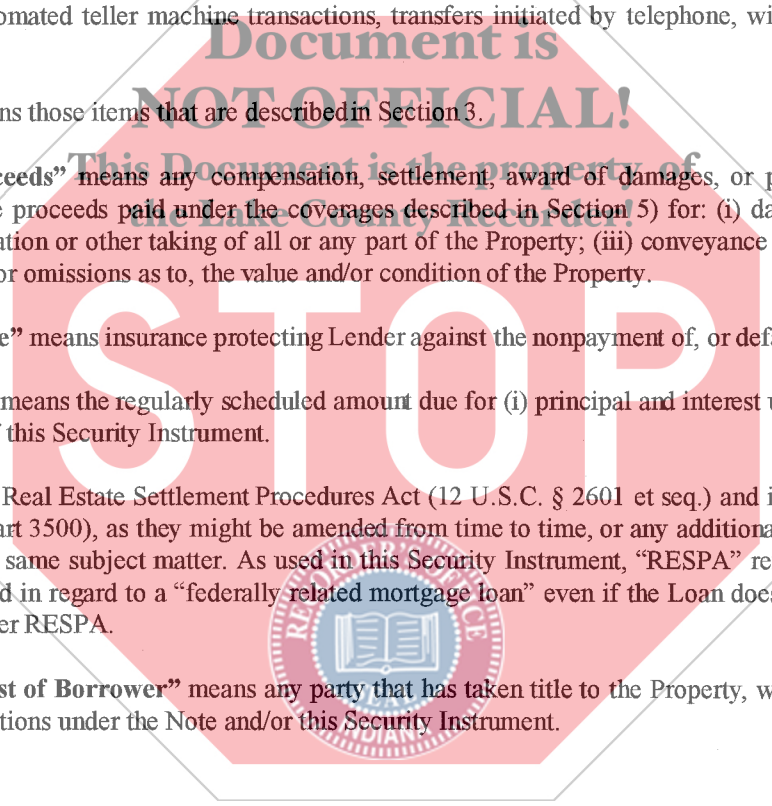 omated teller machine transactions, transfers initiated by telephone, wi
Document is
NOT OFFICIAL!
ns those items that are described in Section 3.
This Document is the property of
the Lake County Recorder!
eeds” means any compensation, settlement, award of damages, or p
e proceeds paid under the coverages described in Section 5) for: (i) da
ation or other taking of all or any part of the Property; (iii) conveyance
or omissions as to, the value and/or condition of the Property.
STOP
e” means insurance protecting Lender against the nonpayment of, or defa
means the regularly scheduled amount due for (i) principal and interest u
f this Security Instrument.
Real Estate Settlement Procedures Act (12 U.S.C. § 2601 et seq.) and i
art 3500), as they might be amended from time to time, or any additiona
same subject matter. As used in this Security Instrument, “RESPA” re
d in regard to a “federally related mortgage loan” even if the Loan does
er RESPA.
RECORDER'S OFFICE
SEAL
INDIANA
st of Borrower” means any party that has taken title to the Property, w
tions under the Note and/or this Security Instrument.